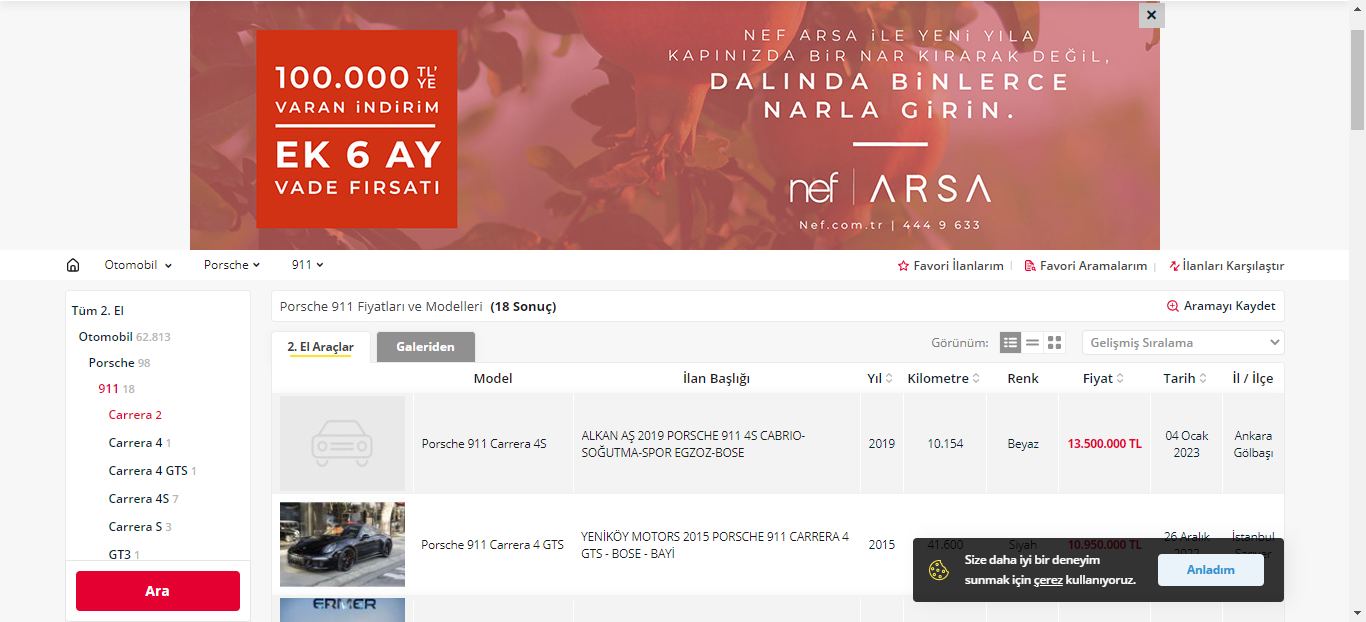 100.000 TL'YE
VARAN İNDİRİM
EK 6 AY
VADE FIRSATI
NEF ARSA İLE YENİ YILA
KAPINIZDA BİR NAR KIRARAK DEĞİL,
DALINDA BİNLERCE
NARLA GİRİN.
nef | ARSA
Nef.com.tr | 444 9 633
Otomobil
Porsche
911
Favori İlanlarım
Favori Aramalarım
İlanları Karşılaştır
Tüm 2. El
Otomobil 62.813
Porsche 98
911 18
Carrera 2
Carrera 4 1
Carrera 4 GTS 1
Carrera 4S 7
Carrera S 3
GT3 1
Ara
Porsche 911 Fiyatları ve Modelleri (18 Sonuç)
Aramayı Kaydet
2. El Araçlar
Galeriden
Görünüm:
Gelişmiş Sıralama
Model İlan Başlığı Yıl Kilometre Renk Fiyat Tarih İl / İlçe
Porsche 911 Carrera 4S
ALKAN AŞ 2019 PORSCHE 911 4S CABRIO-
SOĞUTMA-SPOR EGZOZ-BOSE
2019
10.154
Beyaz
13.500.000 TL
04 Ocak
2023
Ankara
Gölbaşı
Porsche 911 Carrera 4 GTS
YENİKÖY MOTORS 2015 PORSCHE 911 CARRERA 4
GTS - BOSE - BAYİ
2015
41.600
Siyah
10.950.000 TL
26 Aralık
2022
İstanbul
Sarıyer
ERMER
Size daha iyi bir deneyim
sunmak için çerez kullanıyoruz.
Anladım